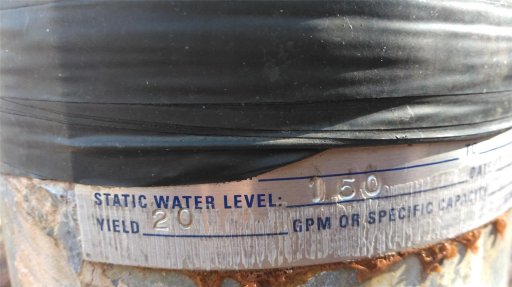 STATIC WATER LEVEL: 150
YIELD 20 GPM OR SPECIFIC CAPACITY